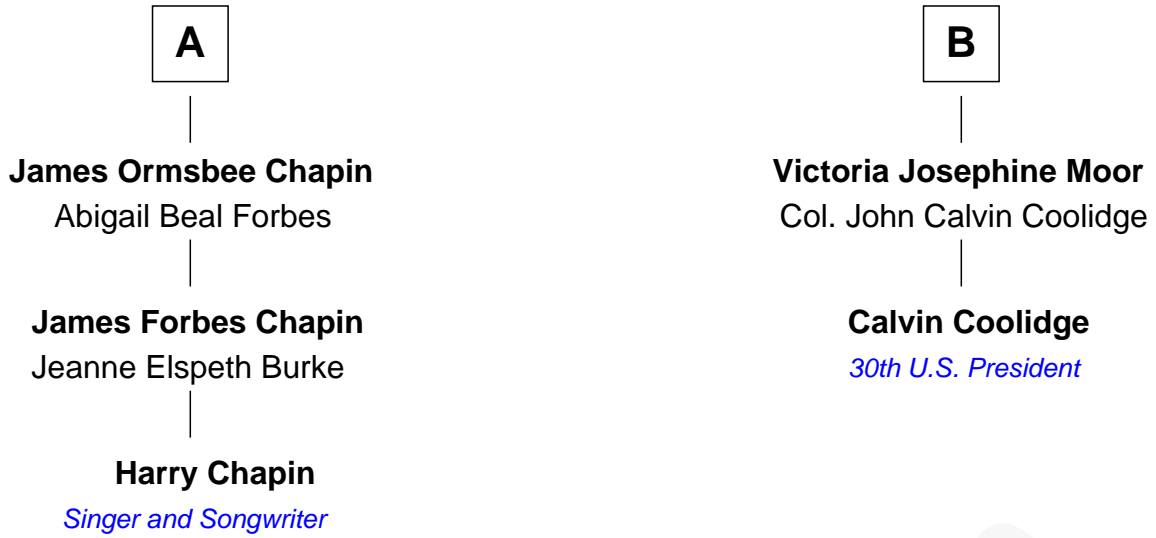 A
James Ormsbee Chapin
Abigail Beal Forbes
James Forbes Chapin
Jeanne Elspeth Burke
Harry Chapin
Singer and Songwriter
B
Victoria Josephine Moor
Col. John Calvin Coolidge
Calvin Coolidge
30th U.S. President